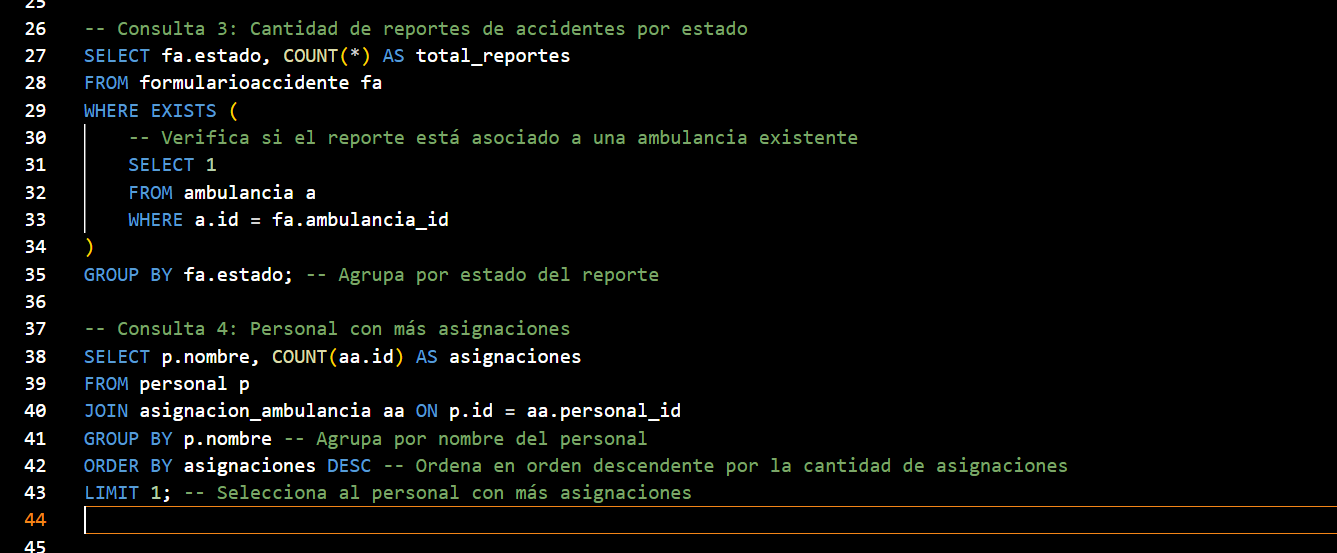 25
26 -- Consulta 3: Cantidad de reportes de accidentes por estado
27 SELECT fa.estado, COUNT(*) AS total_reportes
28 FROM formularioaccidente fa
29 WHERE EXISTS (
30 -- Verifica si el reporte está asociado a una ambulancia existente
31 SELECT 1
32 FROM ambulancia a
33 WHERE a.id = fa.ambulancia_id
34 )
35 GROUP BY fa.estado; -- Agrupa por estado del reporte
36
37 -- Consulta 4: Personal con más asignaciones
38 SELECT p.nombre, COUNT(aa.id) AS asignaciones
39 FROM personal p
40 JOIN asignacion_ambulancia aa ON p.id = aa.personal_id
41 GROUP BY p.nombre -- Agrupa por nombre del personal
42 ORDER BY asignaciones DESC -- Ordena en orden descendente por la cantidad de asignaciones
43 LIMIT 1; -- Selecciona al personal con más asignaciones
44
45